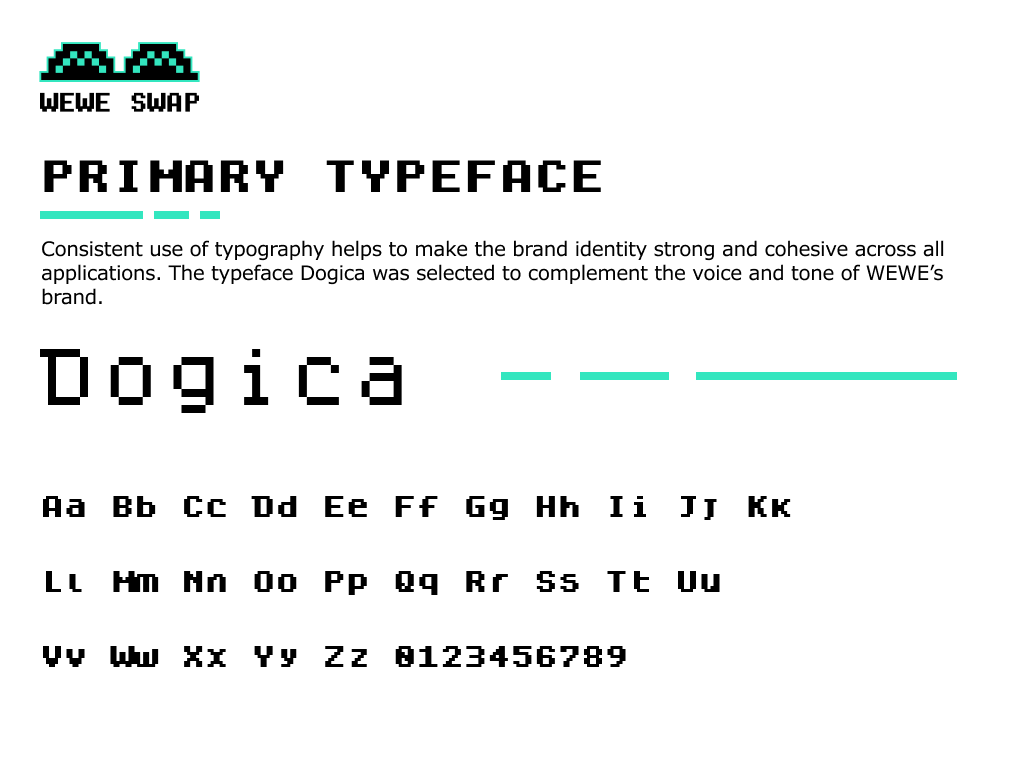 WEWE SWAP
PRIMARY TYPEFACE
Consistent use of typography helps to make the brand identity strong and cohesive across all
applications. The typeface Dogica was selected to complement the voice and tone of WEWE’s
brand.
Dogica
Aa Bb Cc Dd Ee Ff Gg Hh Ii Jj Kk
Ll Mm Nn Oo Pp Qq Rr Ss Tt Uu
Vv Ww Xx Yy Zz 0123456789